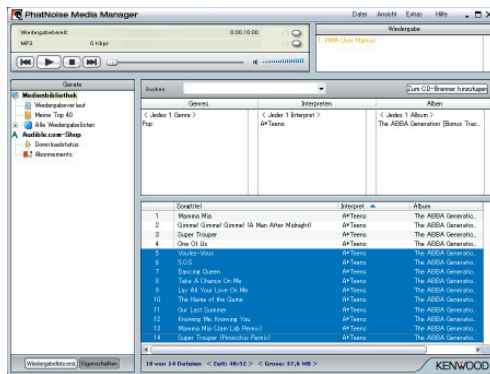 PhatNoise Media Manager
Datei Ansicht Extras Hilfe
Wiedergabebereit: 0:00/0:00
MP3 0 Kbps
Wiedergabe
1. PMM User Manual
Geräte
Medienbibliothek
Wiedergabeverlauf
Meine Top 40
Alle Wiedergabelisten
Audible.com-Shop
Downloadstatus
Abonnements
Suchen
Zum CD-Brenner hinzufügen
Genres Interpreten Alben
< Jedes 1 Genre > < Jeder 1 Interpret > < Jedes 1 Album >
Pop A*Teens The ABBA Generation [Bonus Trac...
Songtitel Interpret Album
1 Mamma Mia A*Teens The ABBA Generatio...
2 Gimme! Gimme! Gimme! (A Man After Midnight) A*Teens The ABBA Generatio...
3 Super Trouper A*Teens The ABBA Generatio...
4 One Of Us A*Teens The ABBA Generatio...
5 Voulez-Vous A*Teens The ABBA Generatio...
6 S.O.S. A*Teens The ABBA Generatio...
7 Dancing Queen A*Teens The ABBA Generatio...
8 Take A Chance On Me A*Teens The ABBA Generatio...
9 Lay All Your Love On Me A*Teens The ABBA Generatio...
10 The Name of the Game A*Teens The ABBA Generatio...
11 Our Last Summer A*Teens The ABBA Generatio...
12 Knowing Me, Knowing You A*Teens The ABBA Generatio...
13 Mamma Mia (Jam Lab Remix) A*Teens The ABBA Generatio...
14 Super Trouper (Pinocchio Remix) A*Teens The ABBA Generatio...
Wiedergabeliste erst. Eigenschaften
10 von 14 Dateien < Zeit: 40:32 > < Grosse: 37,6 MB >
KENWOOD